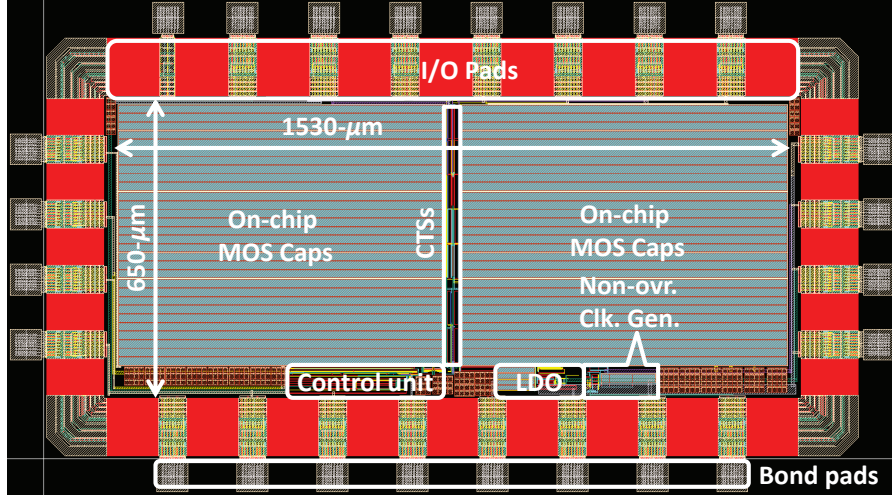 I/O Pads
1530-μm
650-μm
On-chip
MOS Caps
CTSs
On-chip
MOS Caps
Non-ovr.
Clk. Gen.
Control unit
LDO
Bond pads